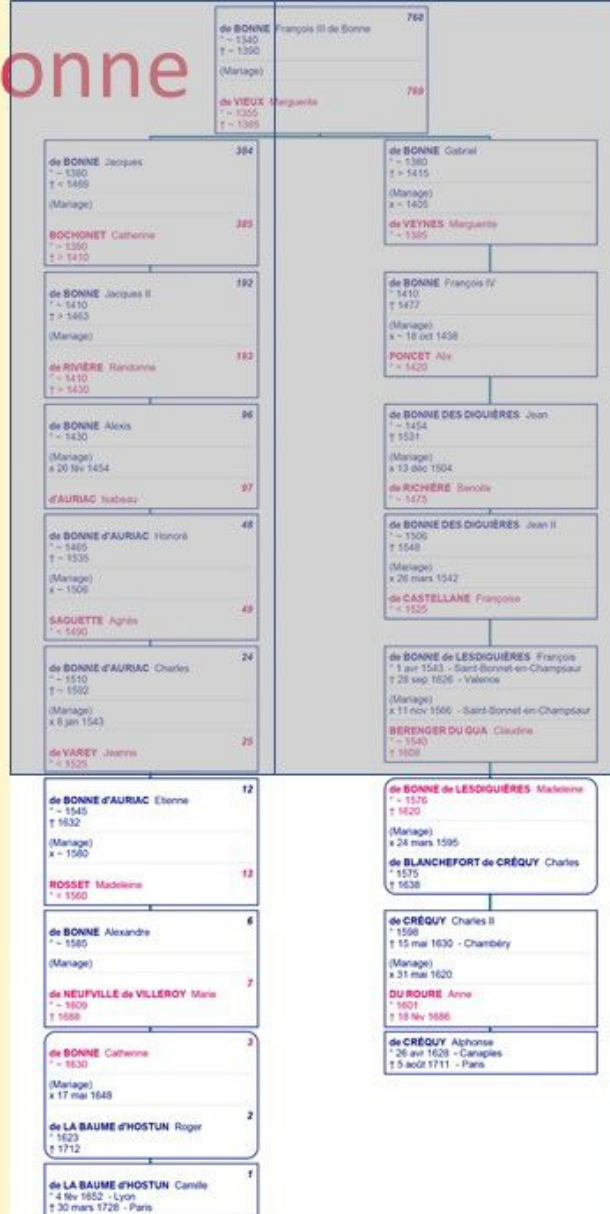 onne
768
de BONNE François III de Bonne
° ~ 1340
† ~ 1390
(Mariage)
769
de VIEUX Marguerite
° ~ 1355
† ~ 1385
384
de BONNE Jacques
° ~ 1380
† < 1469
(Mariage)
385
BOCHONET Catherine
° ~ 1380
† > 1410
192
de BONNE Jacques II
° ~ 1410
† > 1463
(Mariage)
193
de RIVIÈRE Randonne
° < 1410
† > 1430
96
de BONNE Alexis
° ~ 1430
(Mariage)
x 20 fév 1454
97
d'AURIAC Isabeau
48
de BONNE d'AURIAC Honoré
° ~ 1465
† ~ 1535
(Mariage)
x ~ 1506
49
SAGUETTE Agnès
° < 1490
24
de BONNE d'AURIAC Charles
° ~ 1510
† ~ 1592
(Mariage)
x 8 jan 1543
25
de VAREY Jeanne
° < 1525
12
de BONNE d'AURIAC Etienne
° ~ 1545
† 1632
(Mariage)
x ~ 1580
13
ROSSET Madeleine
° < 1560
6
de BONNE Alexandre
° ~ 1585
(Mariage)
7
de NEUFVILLE de VILLEROY Marie
° ~ 1609
† 1688
3
de BONNE Catherine
° ~ 1630
(Mariage)
x 17 mai 1648
2
de LA BAUME d'HOSTUN Roger
° 1623
† 1712
1
de LA BAUME d'HOSTUN Camille
° 4 fév 1652 - Lyon
† 30 mars 1728 - Paris
de BONNE Gabriel
° ~ 1380
† > 1415
(Mariage)
x ~ 1405
de VEYNES Marguerite
° ~ 1385
de BONNE François IV
° 1410
† 1477
(Mariage)
x ~ 18 oct 1438
PONCET Alix
° < 1420
de BONNE DES DIGUIÈRES Jean
° ~ 1454
† 1531
(Mariage)
x 13 déc 1504
de RICHIÈRE Benoîte
° ~ 1475
de BONNE DES DIGUIÈRES Jean II
° ~ 1506
† 1548
(Mariage)
x 26 mars 1542
de CASTELLANE Françoise
° < 1525
de BONNE de LESDIGUIÈRES François
° 1 avr 1543 - Saint-Bonnet-en-Champsaur
† 28 sep 1626 - Valence
(Mariage)
x 11 nov 1566 - Saint-Bonnet-en-Champsaur
BERENGER DU GUA Claudine
° ~ 1540
† 1608
de BONNE de LESDIGUIÈRES Madeleine
° ~ 1576
† 1620
(Mariage)
x 24 mars 1595
de BLANCHEFORT de CRÉQUY Charles
° 1575
† 1638
de CRÉQUY Charles II
° 1598
† 15 mai 1630 - Chambéry
(Mariage)
x 31 mai 1620
DU ROURE Anne
° 1601
† 18 fév 1686
de CRÉQUY Alphonse
° 26 avr 1628 - Canaples
† 5 août 1711 - Paris